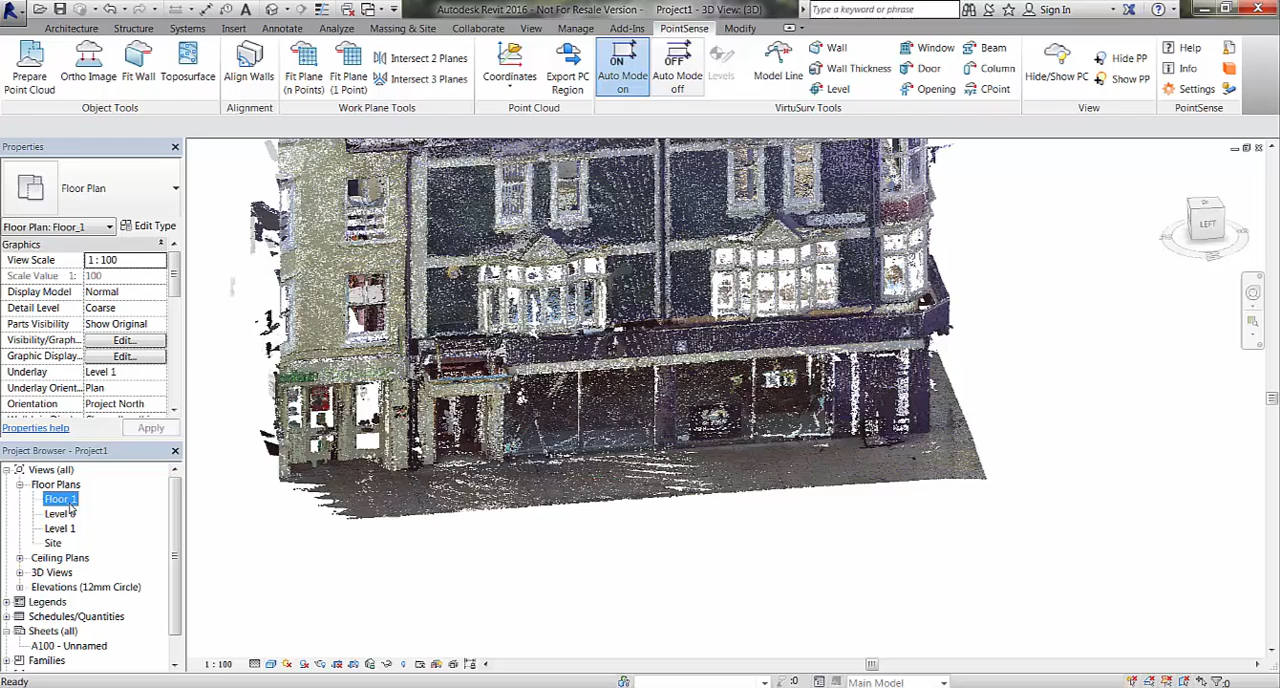 Autodesk Revit 2016 - Not For Resale Version - Project1 - 3D View: {3D}
Type a keyword or phrase
Sign In
Architecture Structure Systems Insert Annotate Analyze Massing & Site Collaborate View Manage Add-Ins PointSense Modify
Prepare Point Cloud
Ortho Image
Fit Wall
Toposurface
Align Walls
Fit Plane (n Points)
Fit Plane (1 Point)
Intersect 2 Planes
Intersect 3 Planes
Coordinates
Export PC Region
Auto Mode on
Auto Mode off
Levels
Model Line
Wall
Wall Thickness
Level
Window
Door
Opening
Beam
Column
CPoint
Hide/Show PC
Hide PP
Show PP
Help
Info
Settings
Object Tools
Alignment
Work Plane Tools
Point Cloud
VirtuSurv Tools
View
PointSense
Properties
Floor Plan
Floor Plan: Floor_1
Edit Type
Graphics
View Scale 1 : 100
Scale Value 1: 100
Display Model Normal
Detail Level Coarse
Parts Visibility Show Original
Visibility/Graph... Edit...
Graphic Display... Edit...
Underlay Level 1
Underlay Orient... Plan
Orientation Project North
Properties help
Apply
Project Browser - Project1
Views (all)
Floor Plans
Floor_1
Level
Level 1
Site
Ceiling Plans
3D Views
Elevations (12mm Circle)
Legends
Schedules/Quantities
Sheets (all)
A100 - Unnamed
Families
LEFT
1 : 100
Ready
:0
Main Model
:0